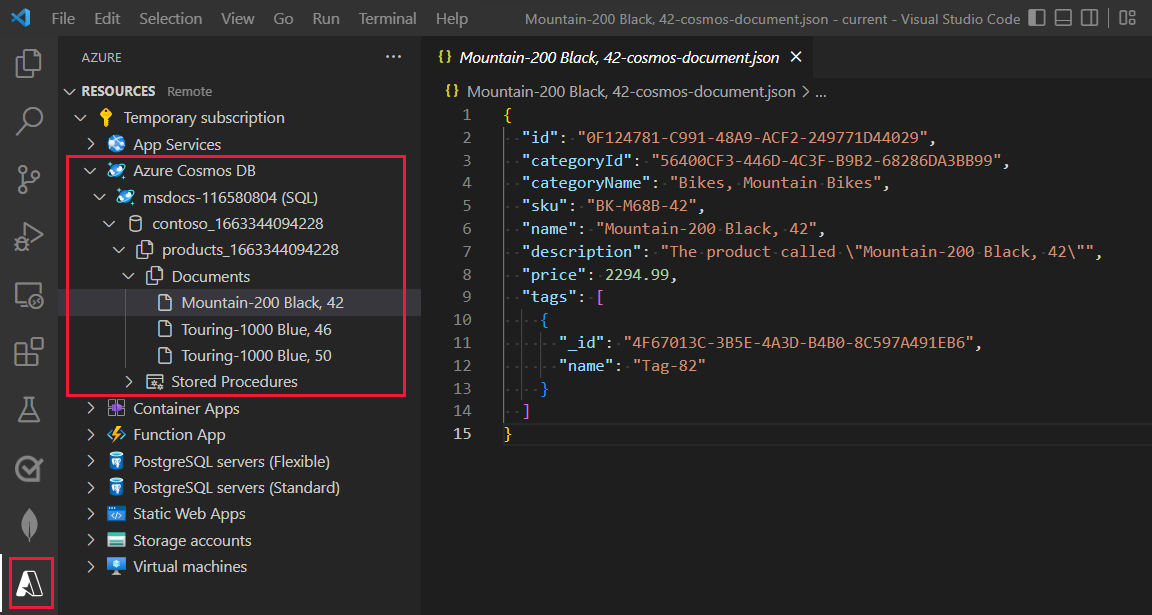 File Edit Selection View Go Run Terminal Help
Mountain-200 Black, 42-cosmos-document.json - current - Visual Studio Code
AZURE
RESOURCES Remote
Temporary subscription
App Services
Azure Cosmos DB
msdocs-116580804 (SQL)
contoso_1663344094228
products_1663344094228
Documents
Mountain-200 Black, 42
Touring-1000 Blue, 46
Touring-1000 Blue, 50
Stored Procedures
Container Apps
Function App
PostgreSQL servers (Flexible)
PostgreSQL servers (Standard)
Static Web Apps
Storage accounts
Virtual machines
{} Mountain-200 Black, 42-cosmos-document.json
{} Mountain-200 Black, 42-cosmos-document.json > ...
1 {
2 "id": "0F124781-C991-48A9-ACF2-249771D44029",
3 "categoryId": "56400CF3-446D-4C3F-B9B2-68286DA3BB99",
4 "categoryName": "Bikes, Mountain Bikes",
5 "sku": "BK-M68B-42",
6 "name": "Mountain-200 Black, 42",
7 "description": "The product called \"Mountain-200 Black, 42\"",
8 "price": 2294.99,
9 "tags": [
10 {
11 "_id": "4F67013C-3B5E-4A3D-B4B0-8C597A491EB6",
12 "name": "Tag-82"
13 }
14 ]
15 }